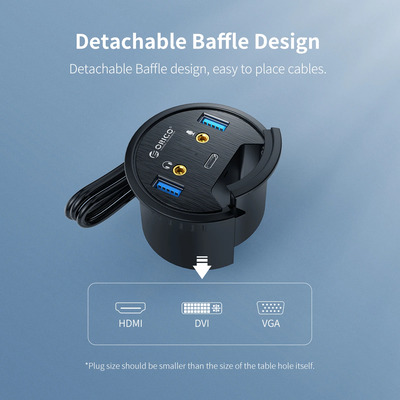 Detachable Baffle Design
Detachable Baffle design, easy to place cables.
ORICO
HDMI
DVI
VGA
*Plug size should be smaller than the size of the table hole itself.